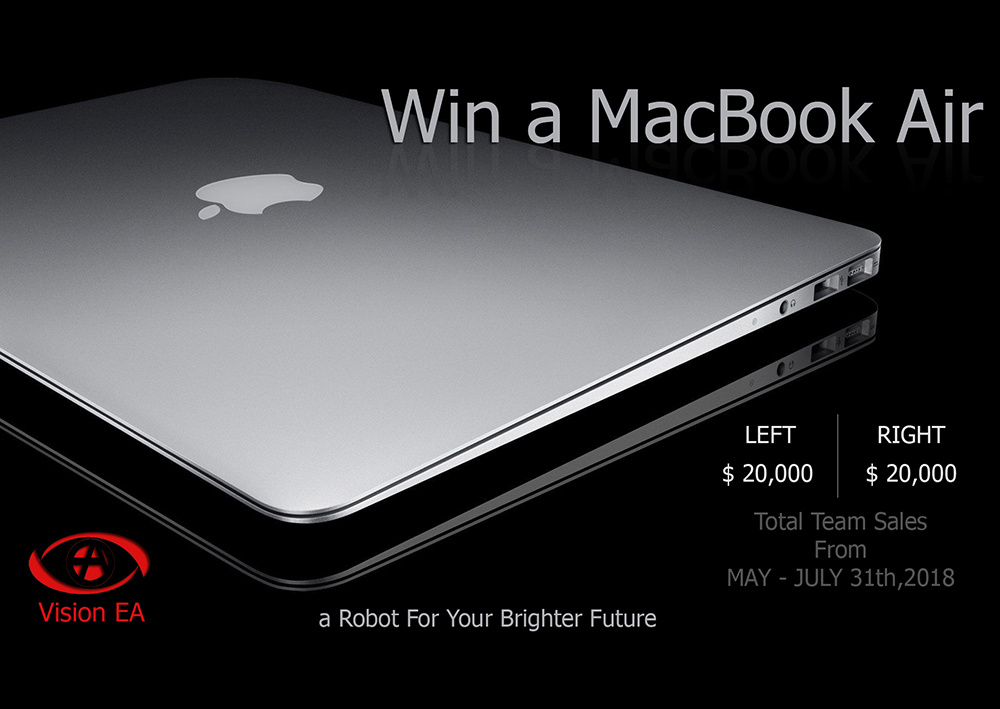 Win a MacBook Air
LEFT
RIGHT
$ 20,000
$ 20,000
Total Team Sales
From
MAY - JULY 31th,2018
Vision EA
a Robot For Your Brighter Future